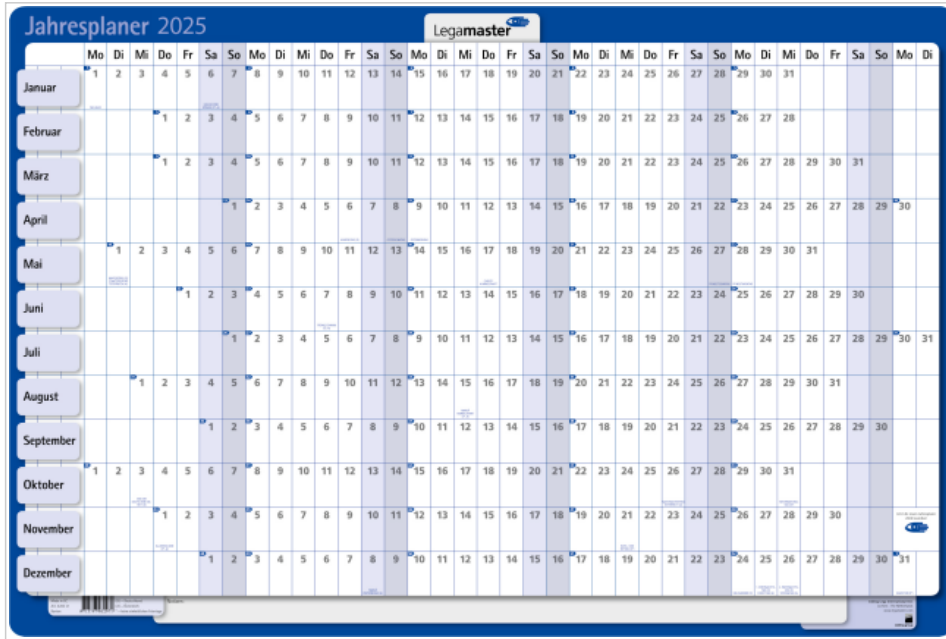 Jahresplaner 2025
Legamaster
Mo Di Mi Do Fr Sa So Mo Di Mi Do Fr Sa So Mo Di Mi Do Fr Sa So Mo Di Mi Do Fr Sa So Mo Di Mi Do Fr Sa So Mo Di
Januar 1 2 3 4 5 6 7 8 9 10 11 12 13 14 15 16 17 18 19 20 21 22 23 24 25 26 27 28 29 30 31
Februar 1 2 3 4 5 6 7 8 9 10 11 12 13 14 15 16 17 18 19 20 21 22 23 24 25 26 27 28
März 1 2 3 4 5 6 7 8 9 10 11 12 13 14 15 16 17 18 19 20 21 22 23 24 25 26 27 28 29 30 31
April 1 2 3 4 5 6 7 8 9 10 11 12 13 14 15 16 17 18 19 20 21 22 23 24 25 26 27 28 29 30
Mai 1 2 3 4 5 6 7 8 9 10 11 12 13 14 15 16 17 18 19 20 21 22 23 24 25 26 27 28 29 30 31
Juni 1 2 3 4 5 6 7 8 9 10 11 12 13 14 15 16 17 18 19 20 21 22 23 24 25 26 27 28 29 30
Juli 1 2 3 4 5 6 7 8 9 10 11 12 13 14 15 16 17 18 19 20 21 22 23 24 25 26 27 28 29 30 31
August 1 2 3 4 5 6 7 8 9 10 11 12 13 14 15 16 17 18 19 20 21 22 23 24 25 26 27 28 29 30 31
September 1 2 3 4 5 6 7 8 9 10 11 12 13 14 15 16 17 18 19 20 21 22 23 24 25 26 27 28 29 30
Oktober 1 2 3 4 5 6 7 8 9 10 11 12 13 14 15 16 17 18 19 20 21 22 23 24 25 26 27 28 29 30 31
November 1 2 3 4 5 6 7 8 9 10 11 12 13 14 15 16 17 18 19 20 21 22 23 24 25 26 27 28 29 30
Dezember 1 2 3 4 5 6 7 8 9 10 11 12 13 14 15 16 17 18 19 20 21 22 23 24 25 26 27 28 29 30 31